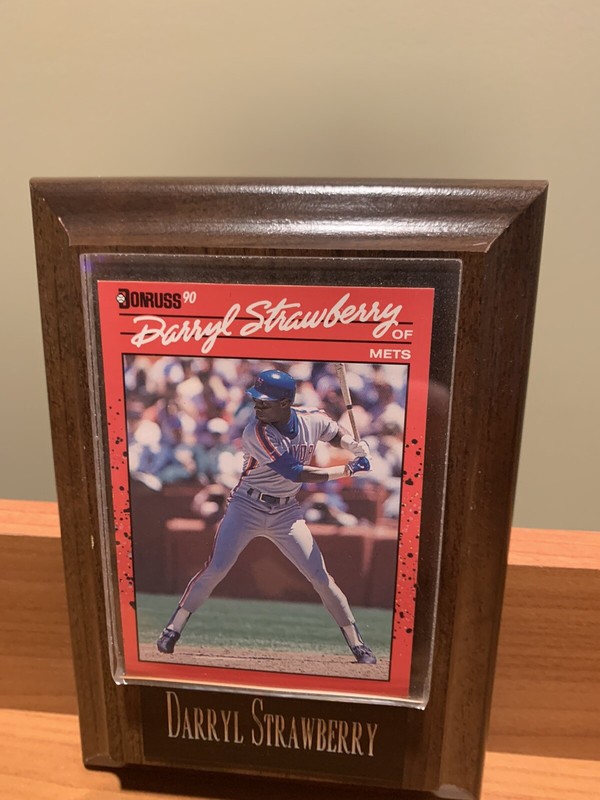 DONRUSS 90
Darryl Strawberry
OF
METS
DARRYL STRAWBERRY